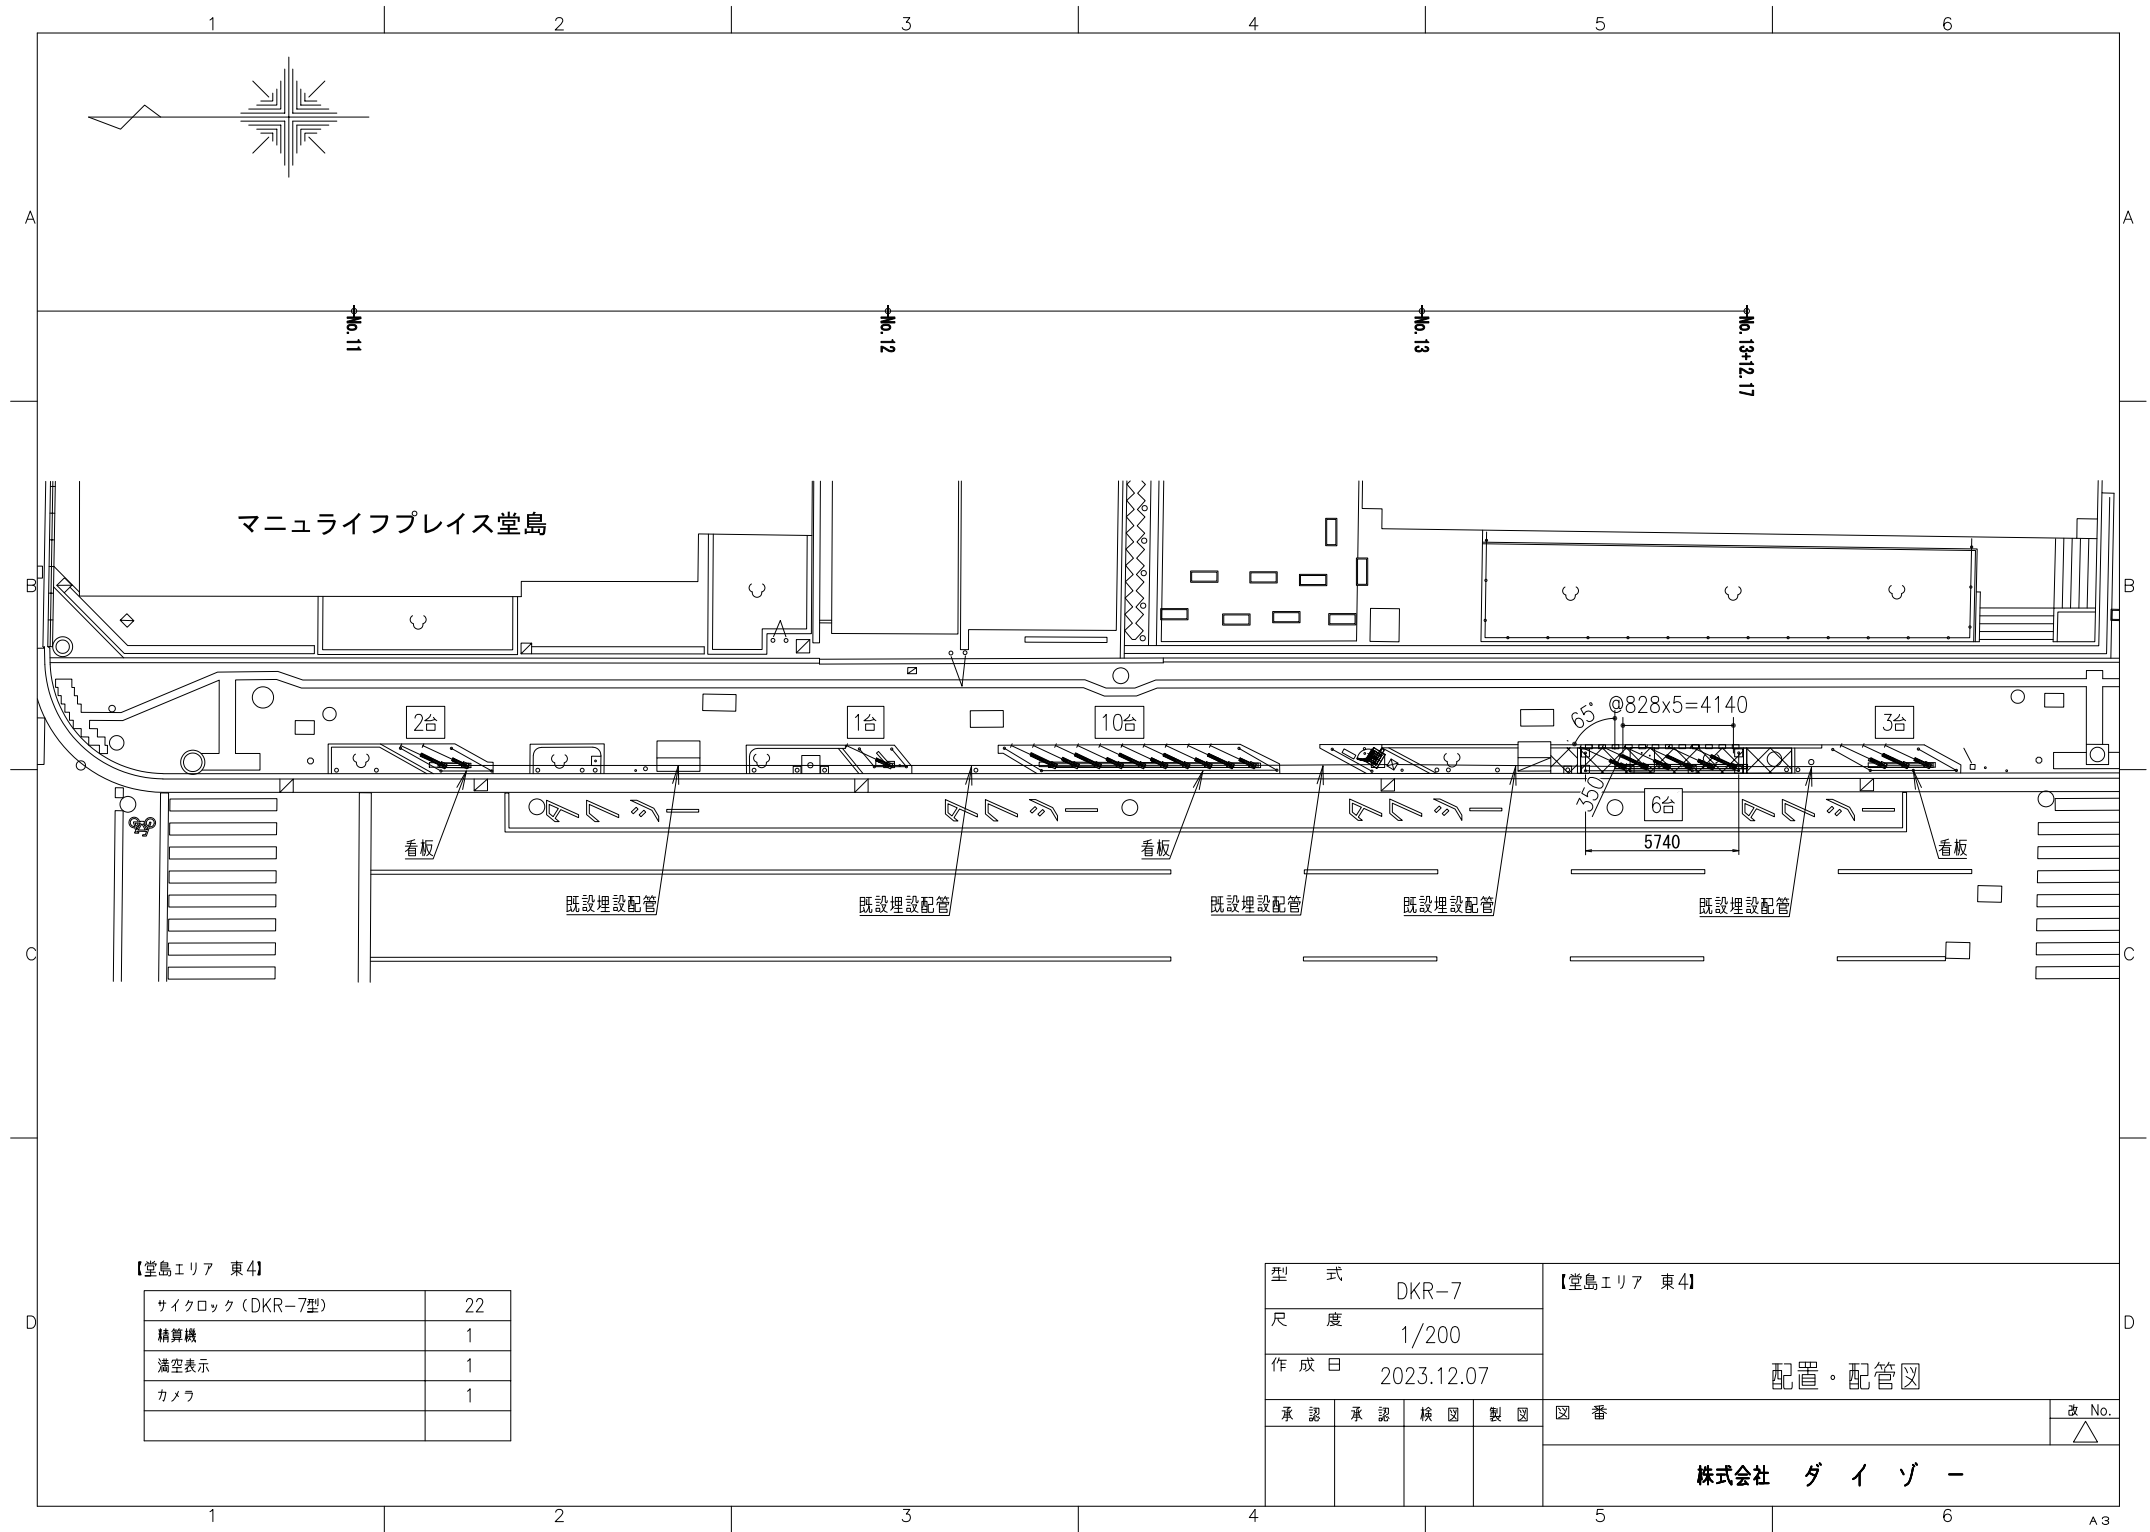 1 2 3 4 5 6
A A
No.11 No.12 No.13 No.13+12.17
マニュライフプレイス堂島
B B
2台 1台 10台 65° @828x5=4140 3台
350 6台
5740
看板 看板 看板
既設埋設配管 既設埋設配管 既設埋設配管 既設埋設配管 既設埋設配管
C C
【堂島エリア 東4】
サイクロック(DKR-7型) 22
精算機 1
満空表示 1
カメラ 1
D D
型 式 DKR-7
尺 度 1/200
作 成 日 2023.12.07
承 認 承 認 検 図 製 図
【堂島エリア 東4】
配置・配管図
図 番
改 No.
株式会社 ダ イ ゾ ー
1 2 3 4 5 6
A3